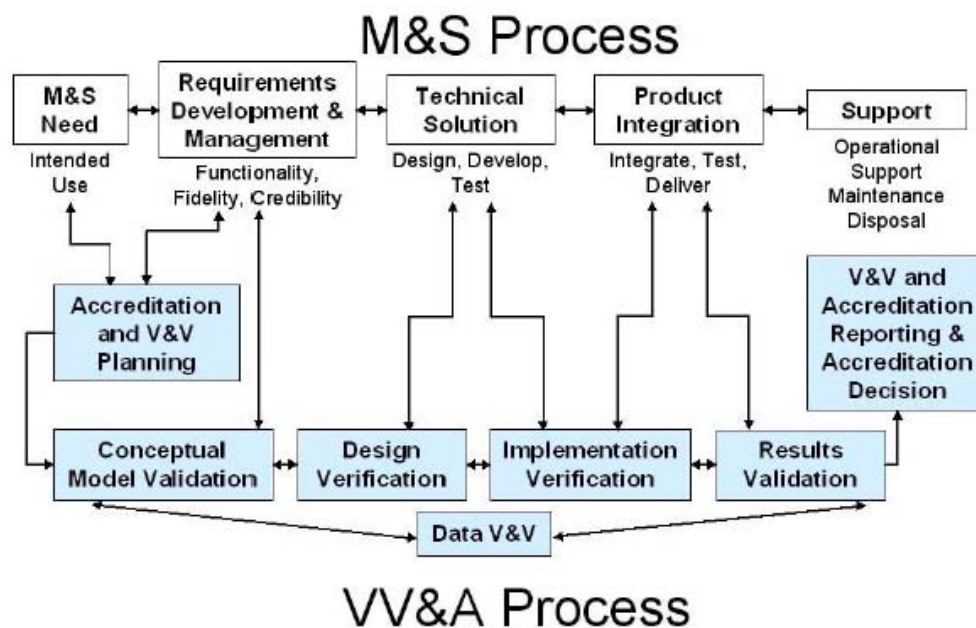 M&S Process
M&S
Need
Requirements
Development &
Management
Technical
Solution
Product
Integration
Support
Intended
Use
Functionality,
Fidelity, Credibility
Design, Develop,
Test
Integrate, Test,
Deliver
Operational
Support
Maintenance
Disposal
Accreditation
and V&V
Planning
V&V and
Accreditation
Reporting &
Accreditation
Decision
Conceptual
Model Validation
Design
Verification
Implementation
Verification
Results
Validation
Data V&V
VV&A Process